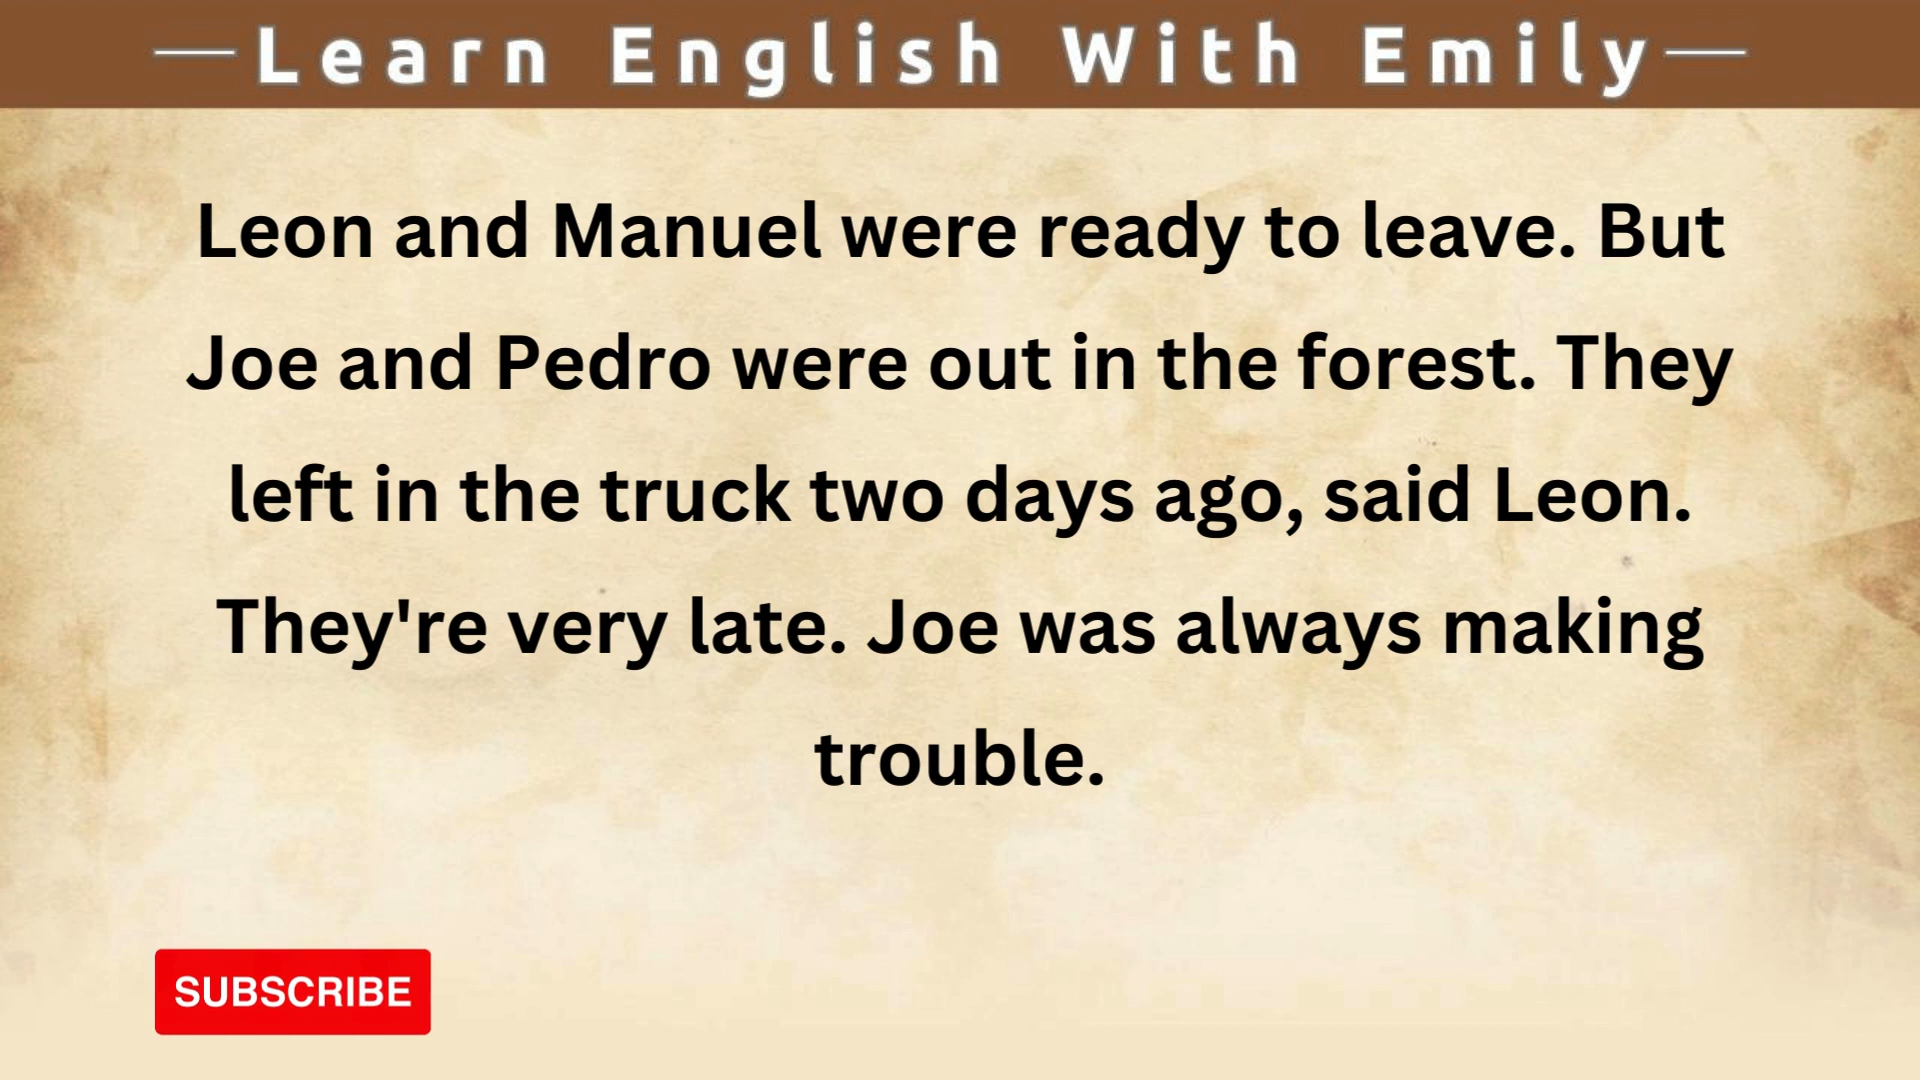 Learn English With Emily
Leon and Manuel were ready to leave. But
Joe and Pedro were out in the forest. They
left in the truck two days ago, said Leon.
They're very late. Joe was always making
trouble.
SUBSCRIBE